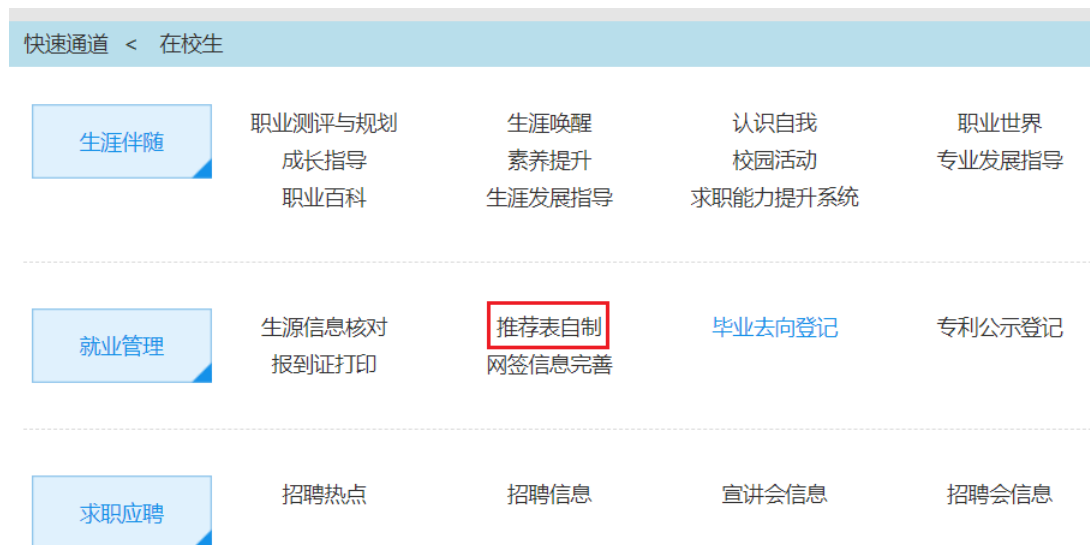 快速通道 < 在校生
生涯伴随
职业测评与规划 生涯唤醒 认识自我 职业世界
成长指导 素养提升 校园活动 专业发展指导
职业百科 生涯发展指导 求职能力提升系统
就业管理
生源信息核对 推荐表自制 毕业去向登记 专利公示登记
报到证打印 网签信息完善
求职应聘
招聘热点 招聘信息 宣讲会信息 招聘会信息